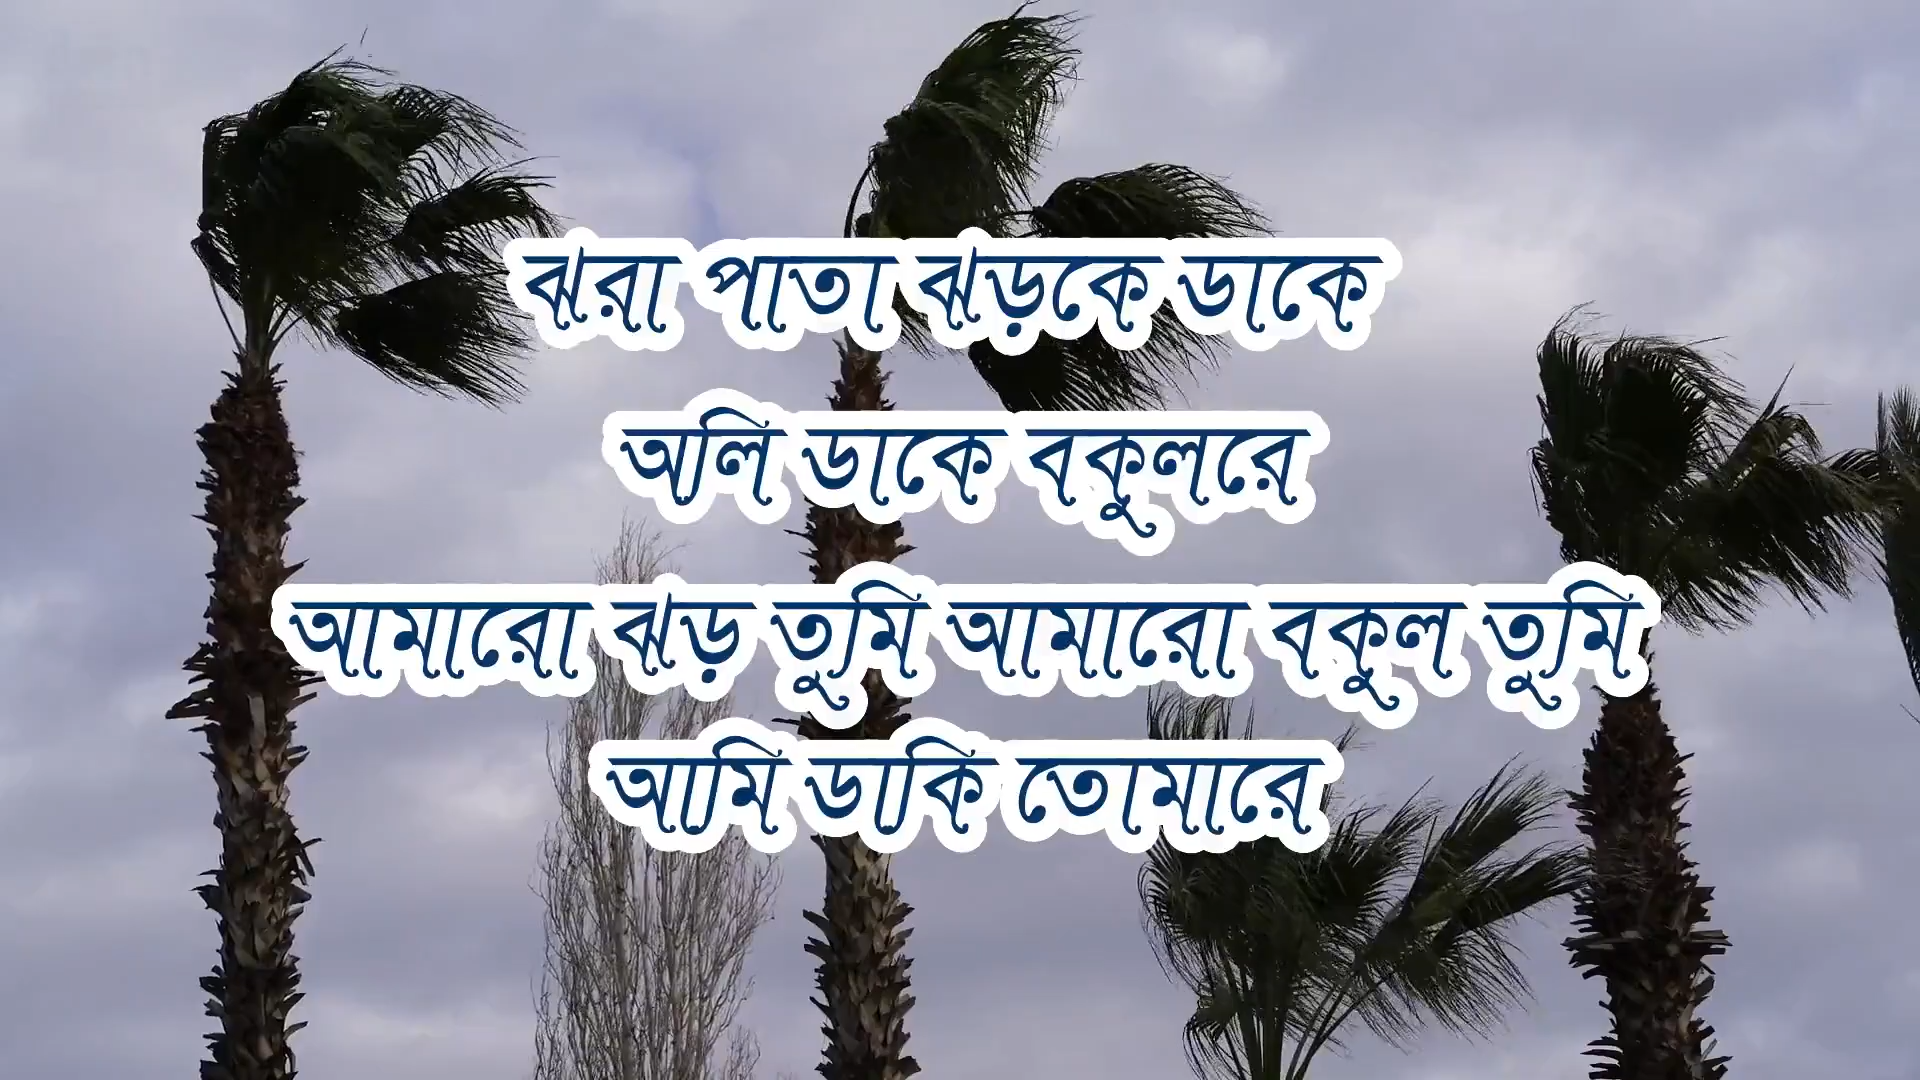 ঝরা পাতা ঝড়কে ডাকে
অলি ডাকে বকুলরে
আমারো ঝড় তুমি আমারো বকুল তুমি
আমি ডাকি তোমারে